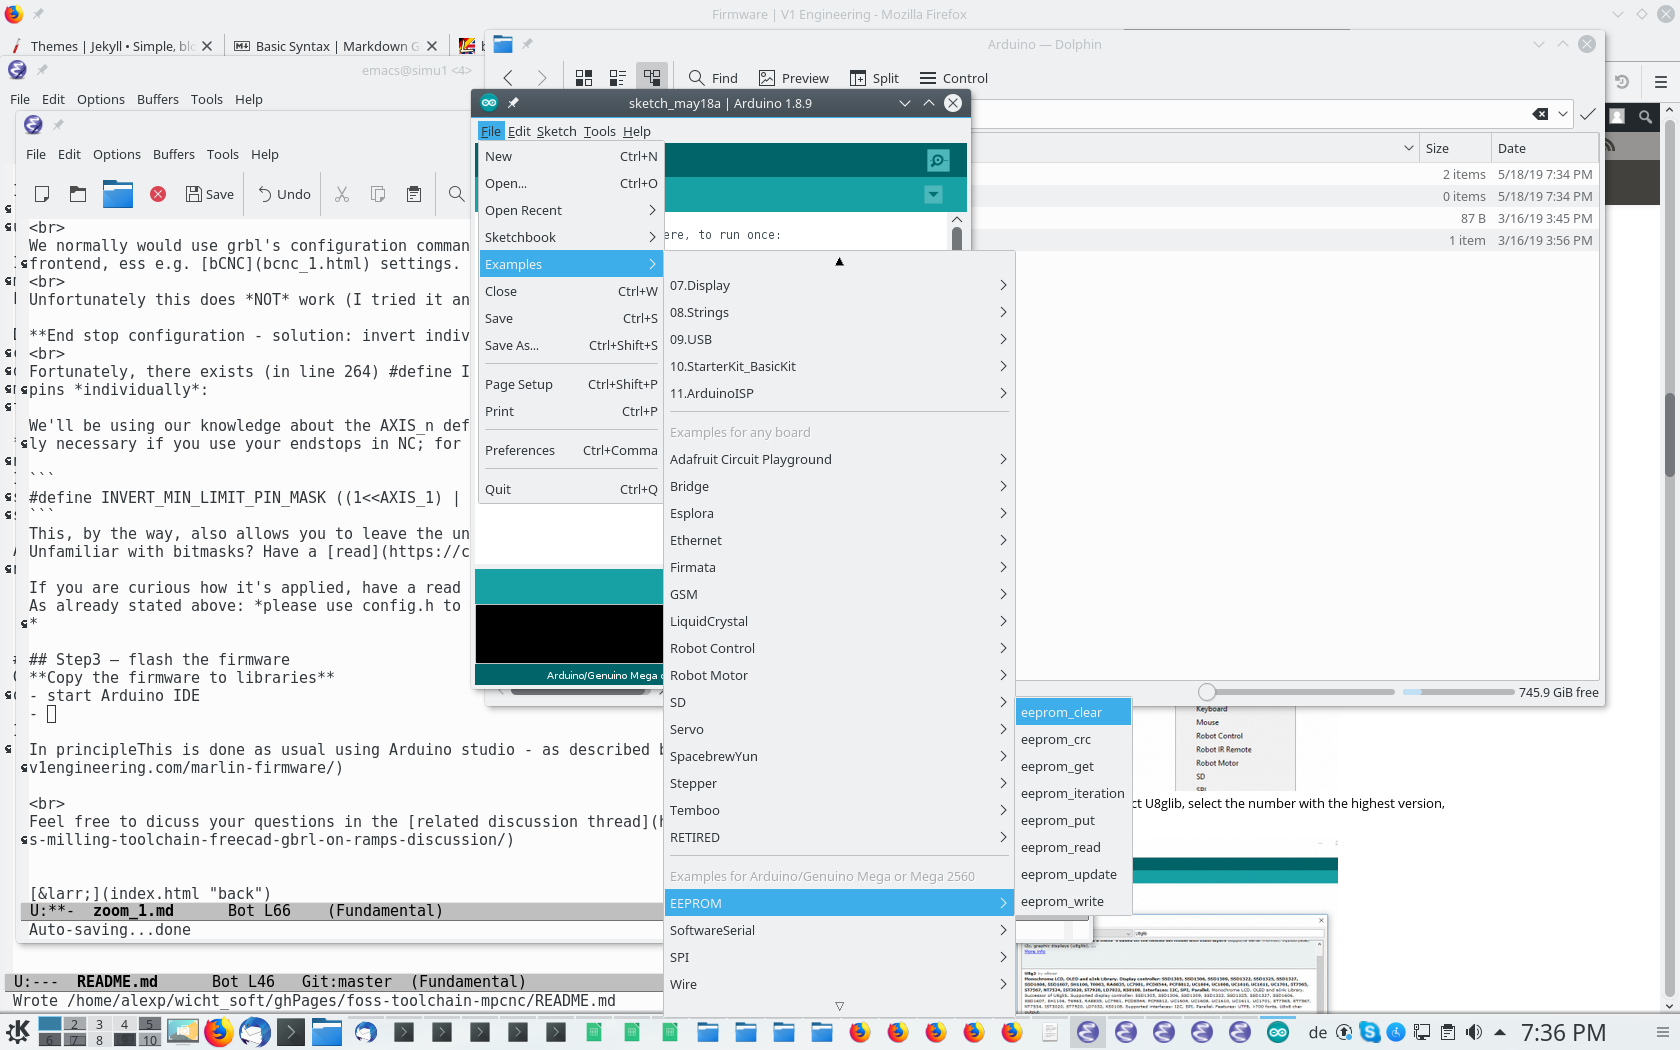 Firmware | V1 Engineering - Mozilla Firefox
Themes | Jekyll • Simple, blo
Basic Syntax | Markdown G
Arduino — Dolphin
Find
Preview
Split
Control
Size
Date
2 items 5/18/19 7:34 PM
0 items 5/18/19 7:34 PM
87 B 3/16/19 3:45 PM
1 item 3/16/19 3:56 PM
745.9 GiB free
emacs@simu1 <4>
File Edit Options Buffers Tools Help
File Edit Options Buffers Tools Help
Save
Undo
<br>
We normally would use grbl's configuration comman
frontend, ess e.g. [bCNC](bcnc_1.html) settings.
<br>
Unfortunately this does *NOT* work (I tried it an
**End stop configuration - solution: invert indiv
<br>
Fortunately, there exists (in line 264) #define I
pins *individually*:
We'll be using our knowledge about the AXIS_n def
ly necessary if you use your endstops in NC; for
```
#define INVERT_MIN_LIMIT_PIN_MASK ((1<<AXIS_1) |
```
This, by the way, also allows you to leave the un
Unfamiliar with bitmasks? Have a [read](https://c
If you are curious how it's applied, have a read
As already stated above: *please use config.h to
*
## Step3 – flash the firmware
**Copy the firmware to libraries**
- start Arduino IDE
-
In principleThis is done as usual using Arduino studio - as described b
v1engineering.com/marlin-firmware/)
<br>
Feel free to dicuss your questions in the [related discussion thread](h
s-milling-toolchain-freecad-gbrl-on-ramps-discussion/)
[&larr;](index.html "back")
U:**- zoom_1.md Bot L66 (Fundamental)
Auto-saving...done
U:--- README.md Bot L46 Git:master (Fundamental)
Wrote /home/alexp/wicht_soft/ghPages/foss-toolchain-mpcnc/README.md
sketch_may18a | Arduino 1.8.9
File Edit Sketch Tools Help
New Ctrl+N
Open... Ctrl+O
Open Recent
Sketchbook
Examples
Close Ctrl+W
Save Ctrl+S
Save As... Ctrl+Shift+S
Page Setup Ctrl+Shift+P
Print Ctrl+P
Preferences Ctrl+Comma
Quit Ctrl+Q
ere, to run once:
Arduino/Genuino Mega
07.Display
08.Strings
09.USB
10.StarterKit_BasicKit
11.ArduinoISP
Examples for any board
Adafruit Circuit Playground
Bridge
Esplora
Ethernet
Firmata
GSM
LiquidCrystal
Robot Control
Robot Motor
SD
Servo
SpacebrewYun
Stepper
Temboo
RETIRED
Examples for Arduino/Genuino Mega or Mega 2560
EEPROM
SoftwareSerial
SPI
Wire
eeprom_clear
eeprom_crc
eeprom_get
eeprom_iteration
eeprom_put
eeprom_read
eeprom_update
eeprom_write
Keyboard
Mouse
Robot Control
Robot IR Remote
Robot Motor
SD
ct U8glib, select the number with the highest version,
U8glib
More info
2 3 4 5
6 7 8 9 10
de
7:36 PM